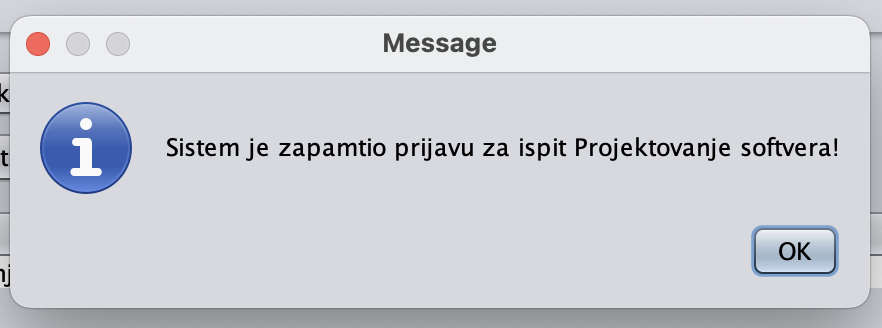 Message
Sistem je zapamtio prijavu za ispit Projektovanje softvera!
OK